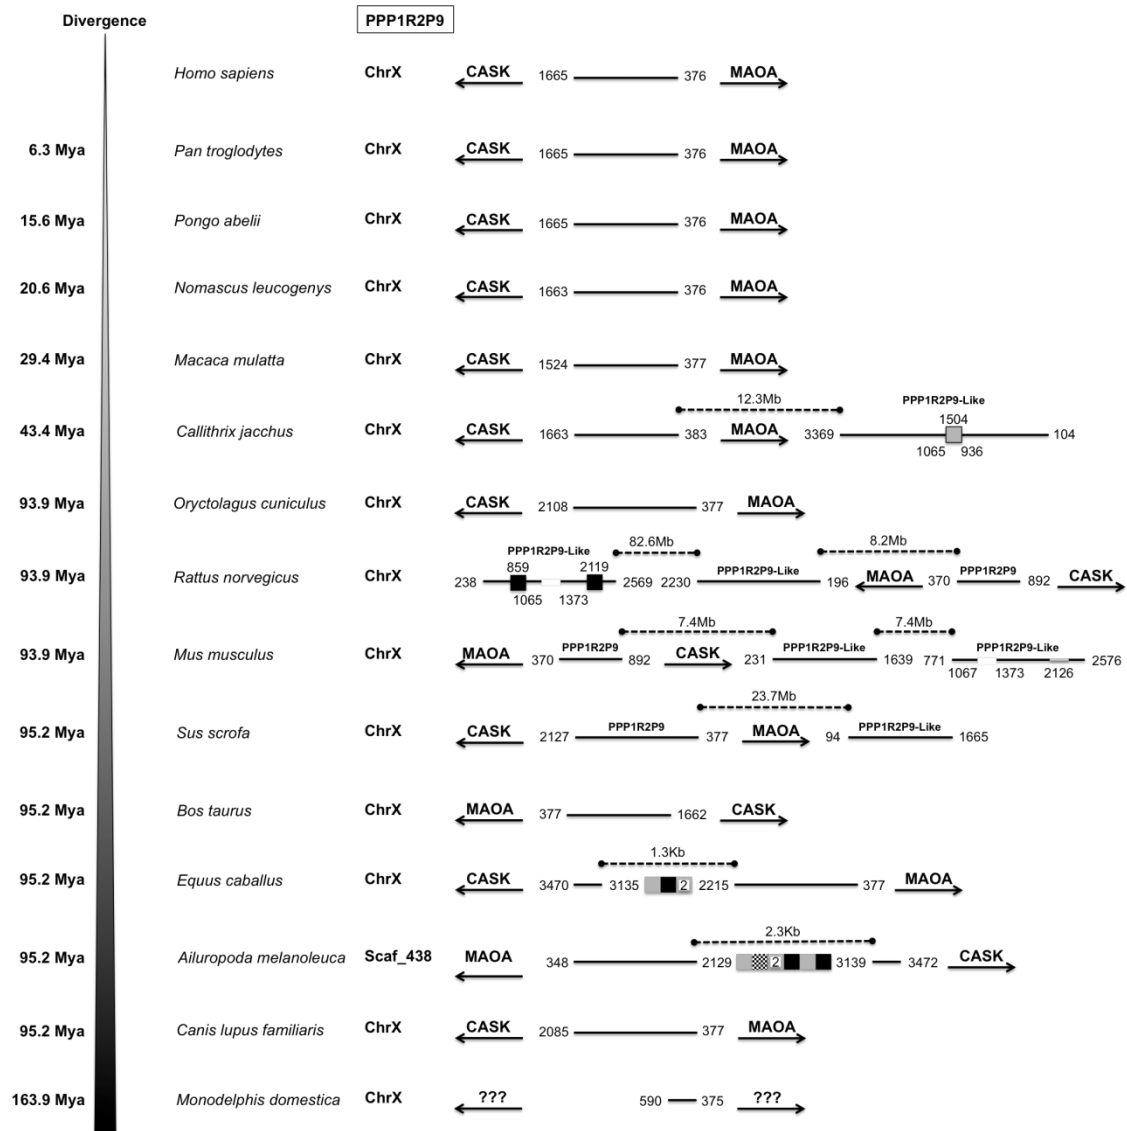 Divergence PPP1R2P9
Homo sapiens ChrX CASK 1665 376 MAOA
6.3 Mya Pan troglodytes ChrX CASK 1665 376 MAOA
15.6 Mya Pongo abelii ChrX CASK 1665 376 MAOA
20.6 Mya Nomascus leucogenys ChrX CASK 1663 376 MAOA
29.4 Mya Macaca mulatta ChrX CASK 1524 377 MAOA
12.3Mb PPP1R2P9-Like
1504
43.4 Mya Callithrix jacchus ChrX CASK 1663 383 MAOA 3369 104
1065 936
93.9 Mya Oryctolagus cuniculus ChrX CASK 2108 377 MAOA
PPP1R2P9-Like 82.6Mb 8.2Mb
859 2119 PPP1R2P9-Like PPP1R2P9
93.9 Mya Rattus norvegicus ChrX 238 2569 2230 196 MAOA 370 892 CASK
1065 1373
7.4Mb 7.4Mb
PPP1R2P9 PPP1R2P9-Like PPP1R2P9-Like
93.9 Mya Mus musculus ChrX MAOA 370 892 CASK 231 1639 771 2576
1067 1373 2126
23.7Mb
PPP1R2P9 PPP1R2P9-Like
95.2 Mya Sus scrofa ChrX CASK 2127 377 MAOA 94 1665
95.2 Mya Bos taurus ChrX MAOA 377 1662 CASK
1.3Kb
95.2 Mya Equus caballus ChrX CASK 3470 3135 2 2215 377 MAOA
2.3Kb
95.2 Mya Ailuropoda melanoleuca Scaf_438 MAOA 348 2129 2 3139 3472 CASK
95.2 Mya Canis lupus familiaris ChrX CASK 2085 377 MAOA
163.9 Mya Monodelphis domestica ChrX ??? 590 375 ???